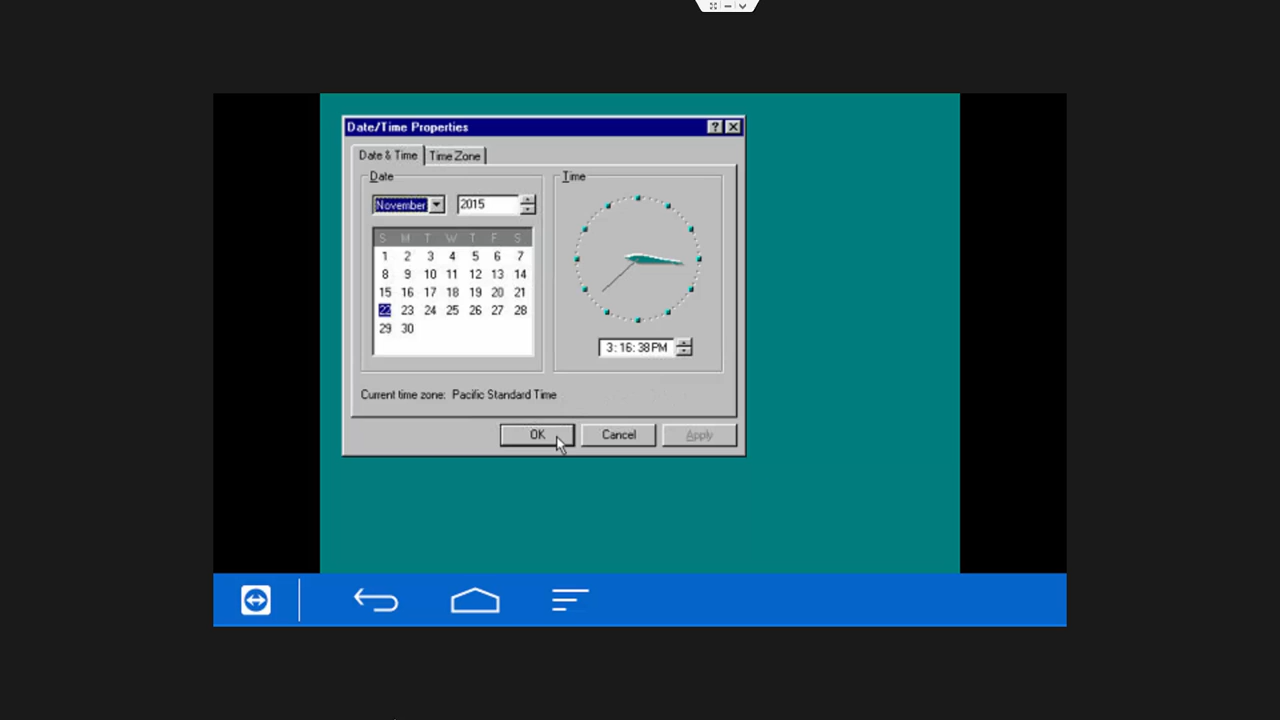 Date/Time Properties
Date & Time Time Zone
Date
Time
November 2015
S M T W T F S
1 2 3 4 5 6 7
8 9 10 11 12 13 14
15 16 17 18 19 20 21
22 23 24 25 26 27 28
29 30
3:16:38 PM
Current time zone: Pacific Standard Time
OK Cancel Apply